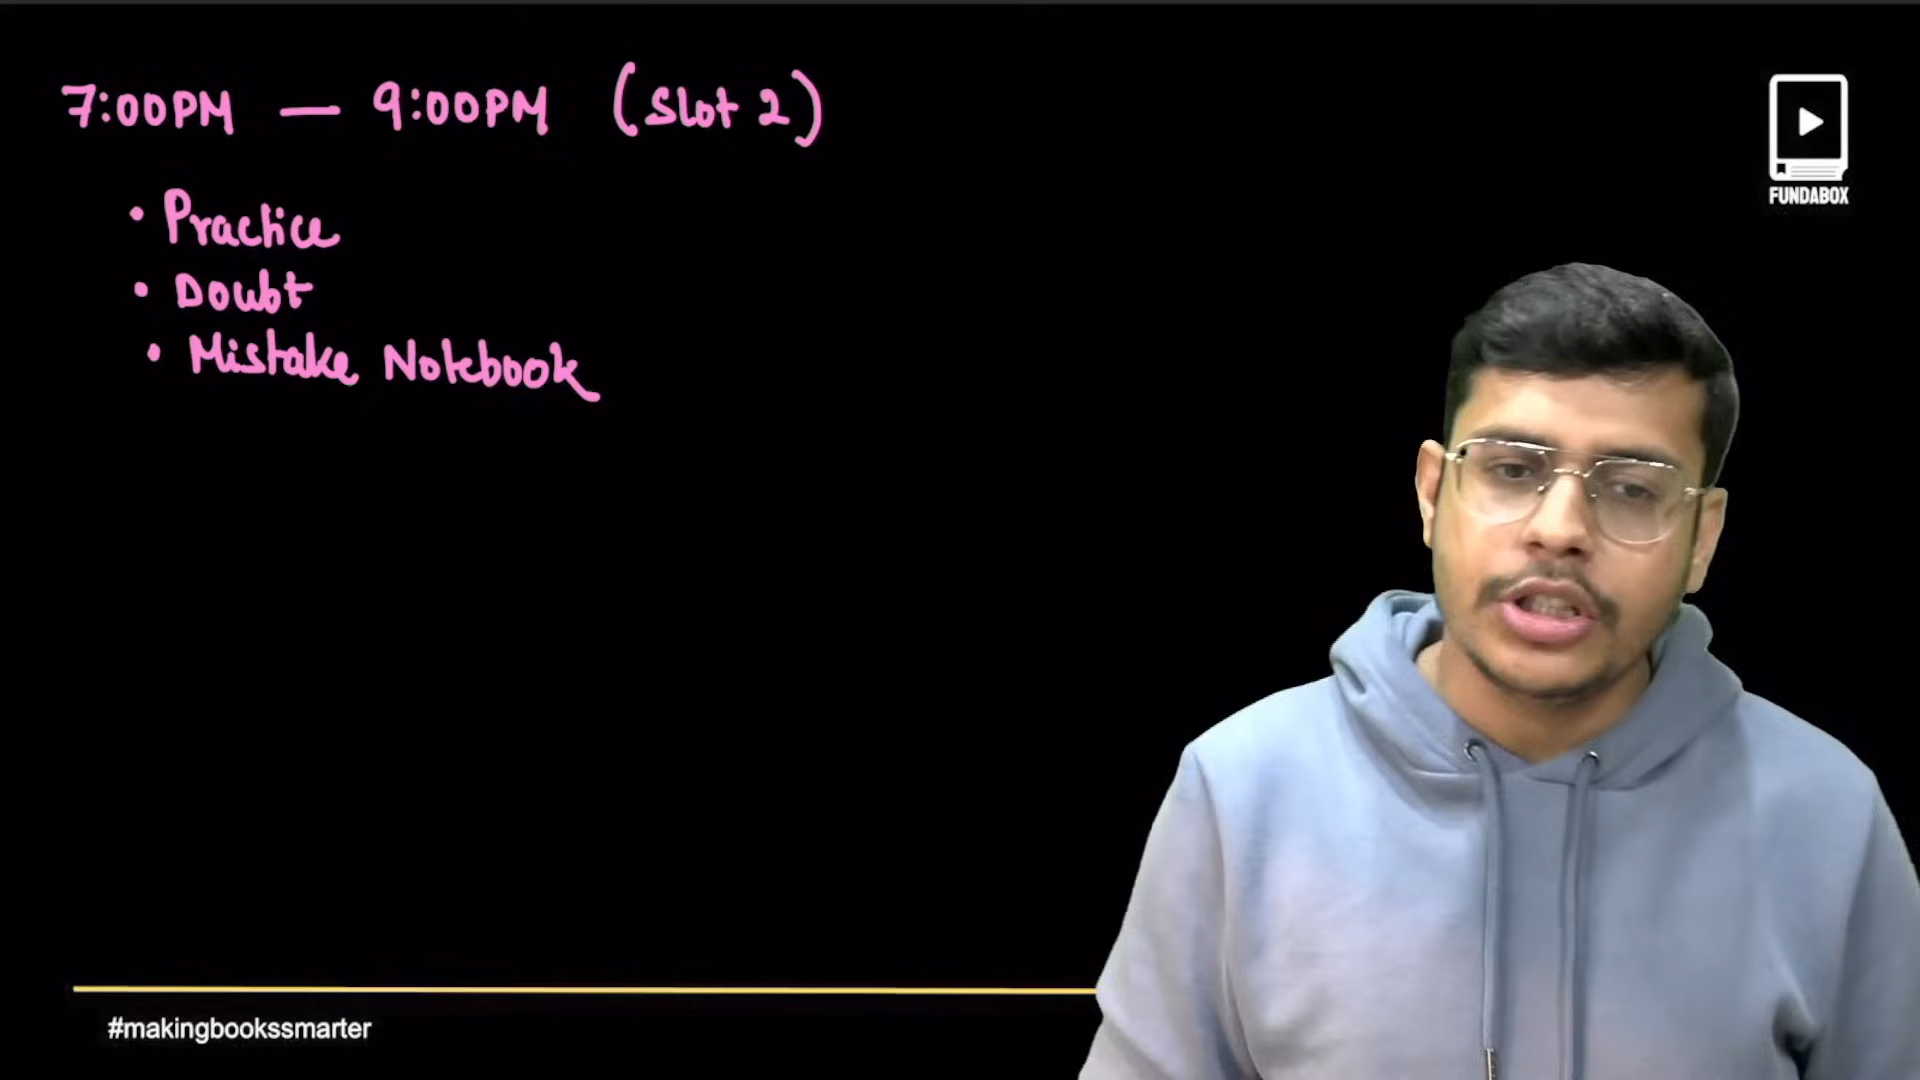 7:00PM — 9:00PM (Slot 2)
FUNDABOX
• Practice
• Doubt
• Mistake Notebook
#makingbookssmarter